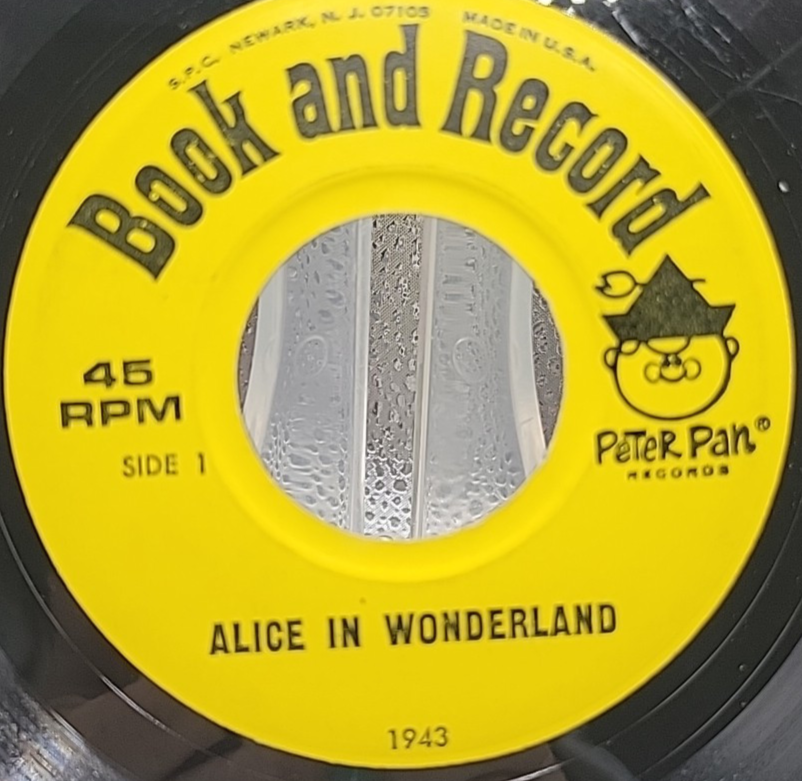 S.P.C. NEWARK, N. J. 07105 MADE IN U.S.A.
Book and Record
45
RPM
SIDE 1
PETER PAN®
RECORDS
ALICE IN WONDERLAND
1943